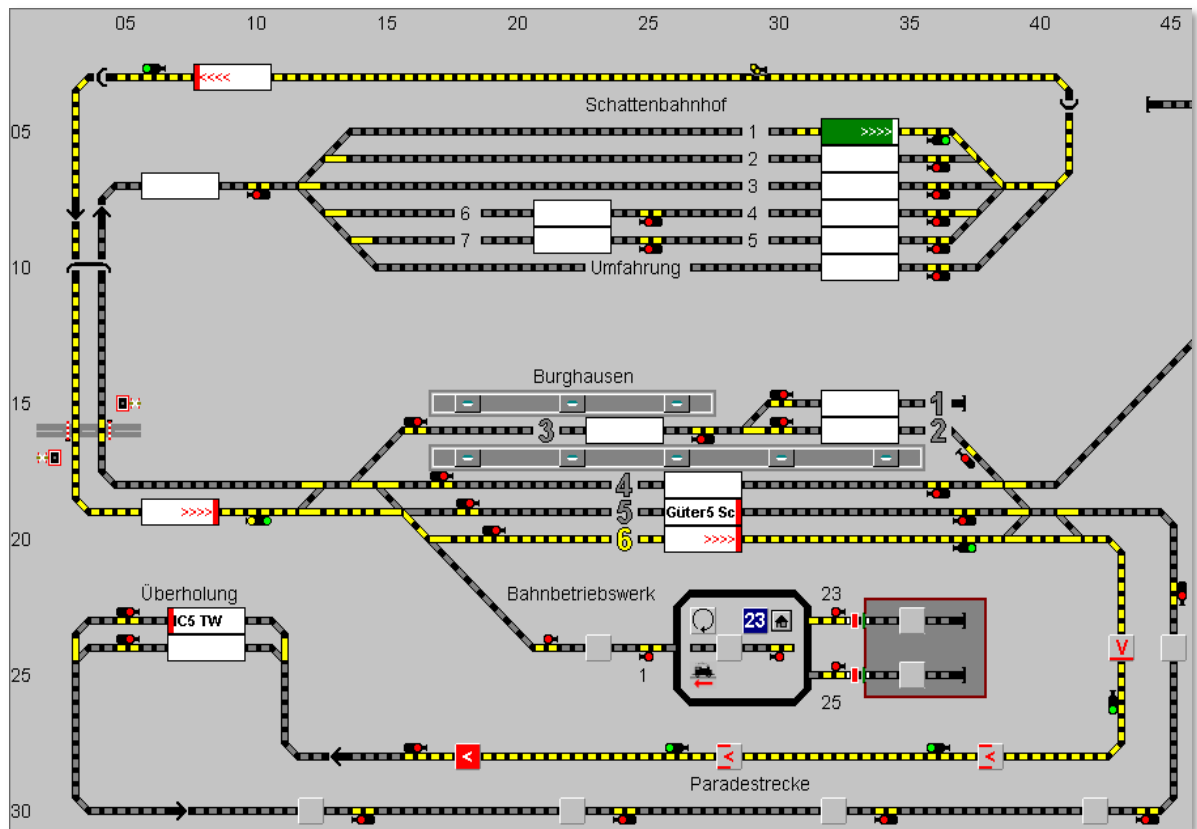 05 10 15 20 25 30 35 40 45
<<<<
Schattenbahnhof
05
1 >>>>
2
3
6 4
7 5
10
Umfahrung
Burghausen
15
1
3 2
4
>>>> 5 Güter5 Sc
20
6 >>>>
Überholung
Bahnbetriebswerk
23
IC5 TW
23
V
25
1
25
< < <
Paradestrecke
30